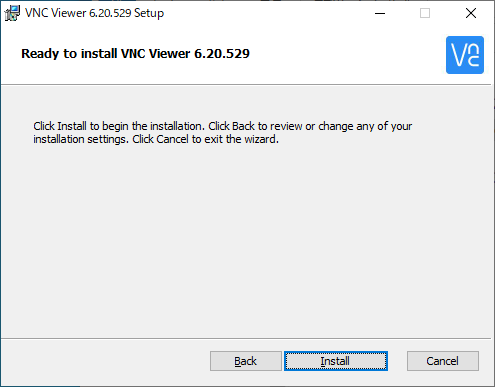 VNC Viewer 6.20.529 Setup
Ready to install VNC Viewer 6.20.529
Click Install to begin the installation. Click Back to review or change any of your
installation settings. Click Cancel to exit the wizard.
Back Install Cancel